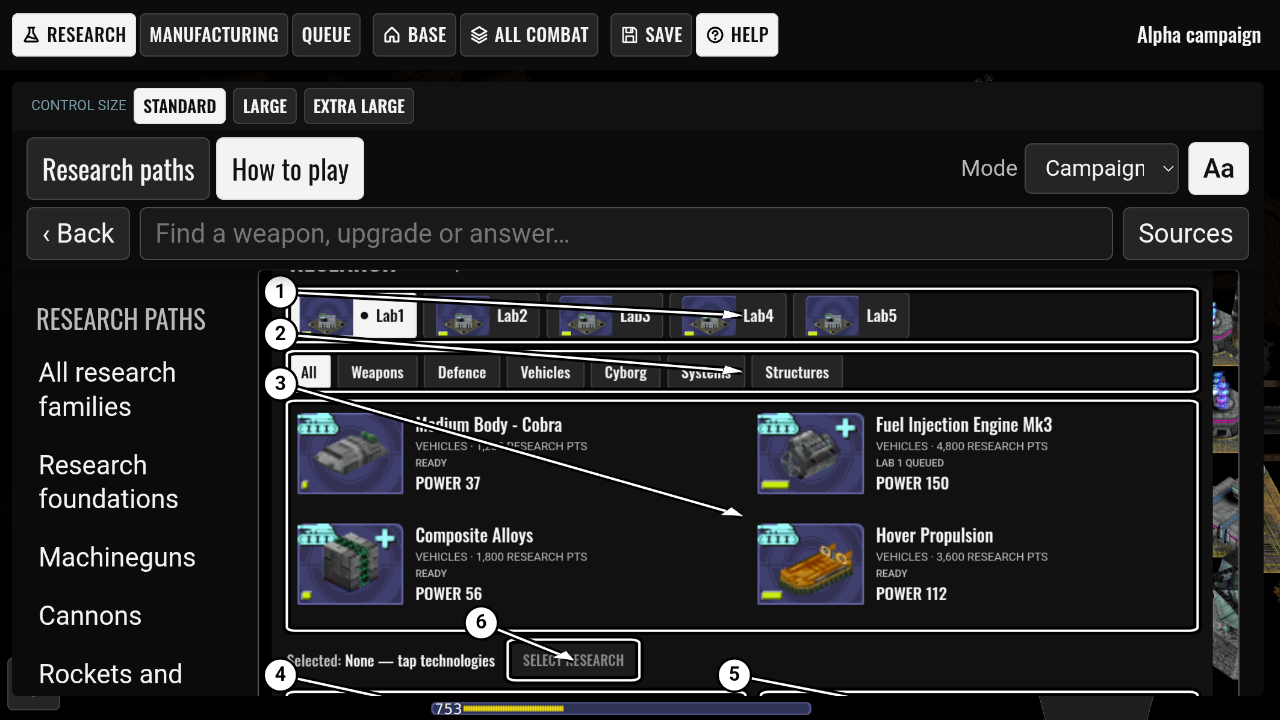 RESEARCH MANUFACTURING QUEUE BASE ALL COMBAT SAVE HELP Alpha campaign
CONTROL SIZE STANDARD LARGE EXTRA LARGE
Research paths How to play Mode Campaign Aa
‹ Back Find a weapon, upgrade or answer... Sources
RESEARCH PATHS
All research
families
Research
foundations
Machineguns
Cannons
Rockets and
1
Lab1 Lab2 Lab3 Lab4 Lab5
2
All Weapons Defence Vehicles Cyborg Systems Structures
3
Medium Body - Cobra
VEHICLES · RESEARCH PTS
READY
POWER 37
Fuel Injection Engine Mk3
VEHICLES · 4,800 RESEARCH PTS
LAB 1 QUEUED
POWER 150
Composite Alloys
VEHICLES · 1,800 RESEARCH PTS
READY
POWER 56
Hover Propulsion
VEHICLES · 3,600 RESEARCH PTS
READY
POWER 112
6
Selected: None — tap technologies SELECT RESEARCH
4 5
753